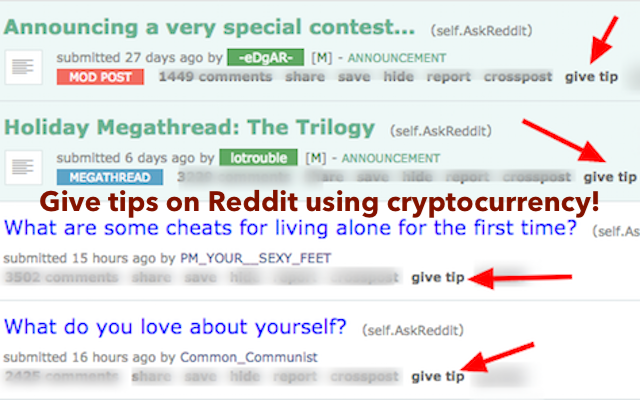 Announcing a very special contest... (self.AskReddit)
submitted 27 days ago by -eDgAR- [M] - ANNOUNCEMENT
MOD POST 1449 comments share save hide report crosspost give tip
Holiday Megathread: The Trilogy (self.AskReddit)
submitted 6 days ago by lotrouble [M] - ANNOUNCEMENT
MEGATHREAD comments share save hide report crosspost give tip
Give tips on Reddit using cryptocurrency!
What are some cheats for living alone for the first time? (self.As
submitted 15 hours ago by PM_YOUR__SEXY_FEET
3502 comments share save hide report crosspost give tip
What do you love about yourself? (self.AskReddit)
submitted 16 hours ago by Common_Communist
2425 comments share save hide report crosspost give tip